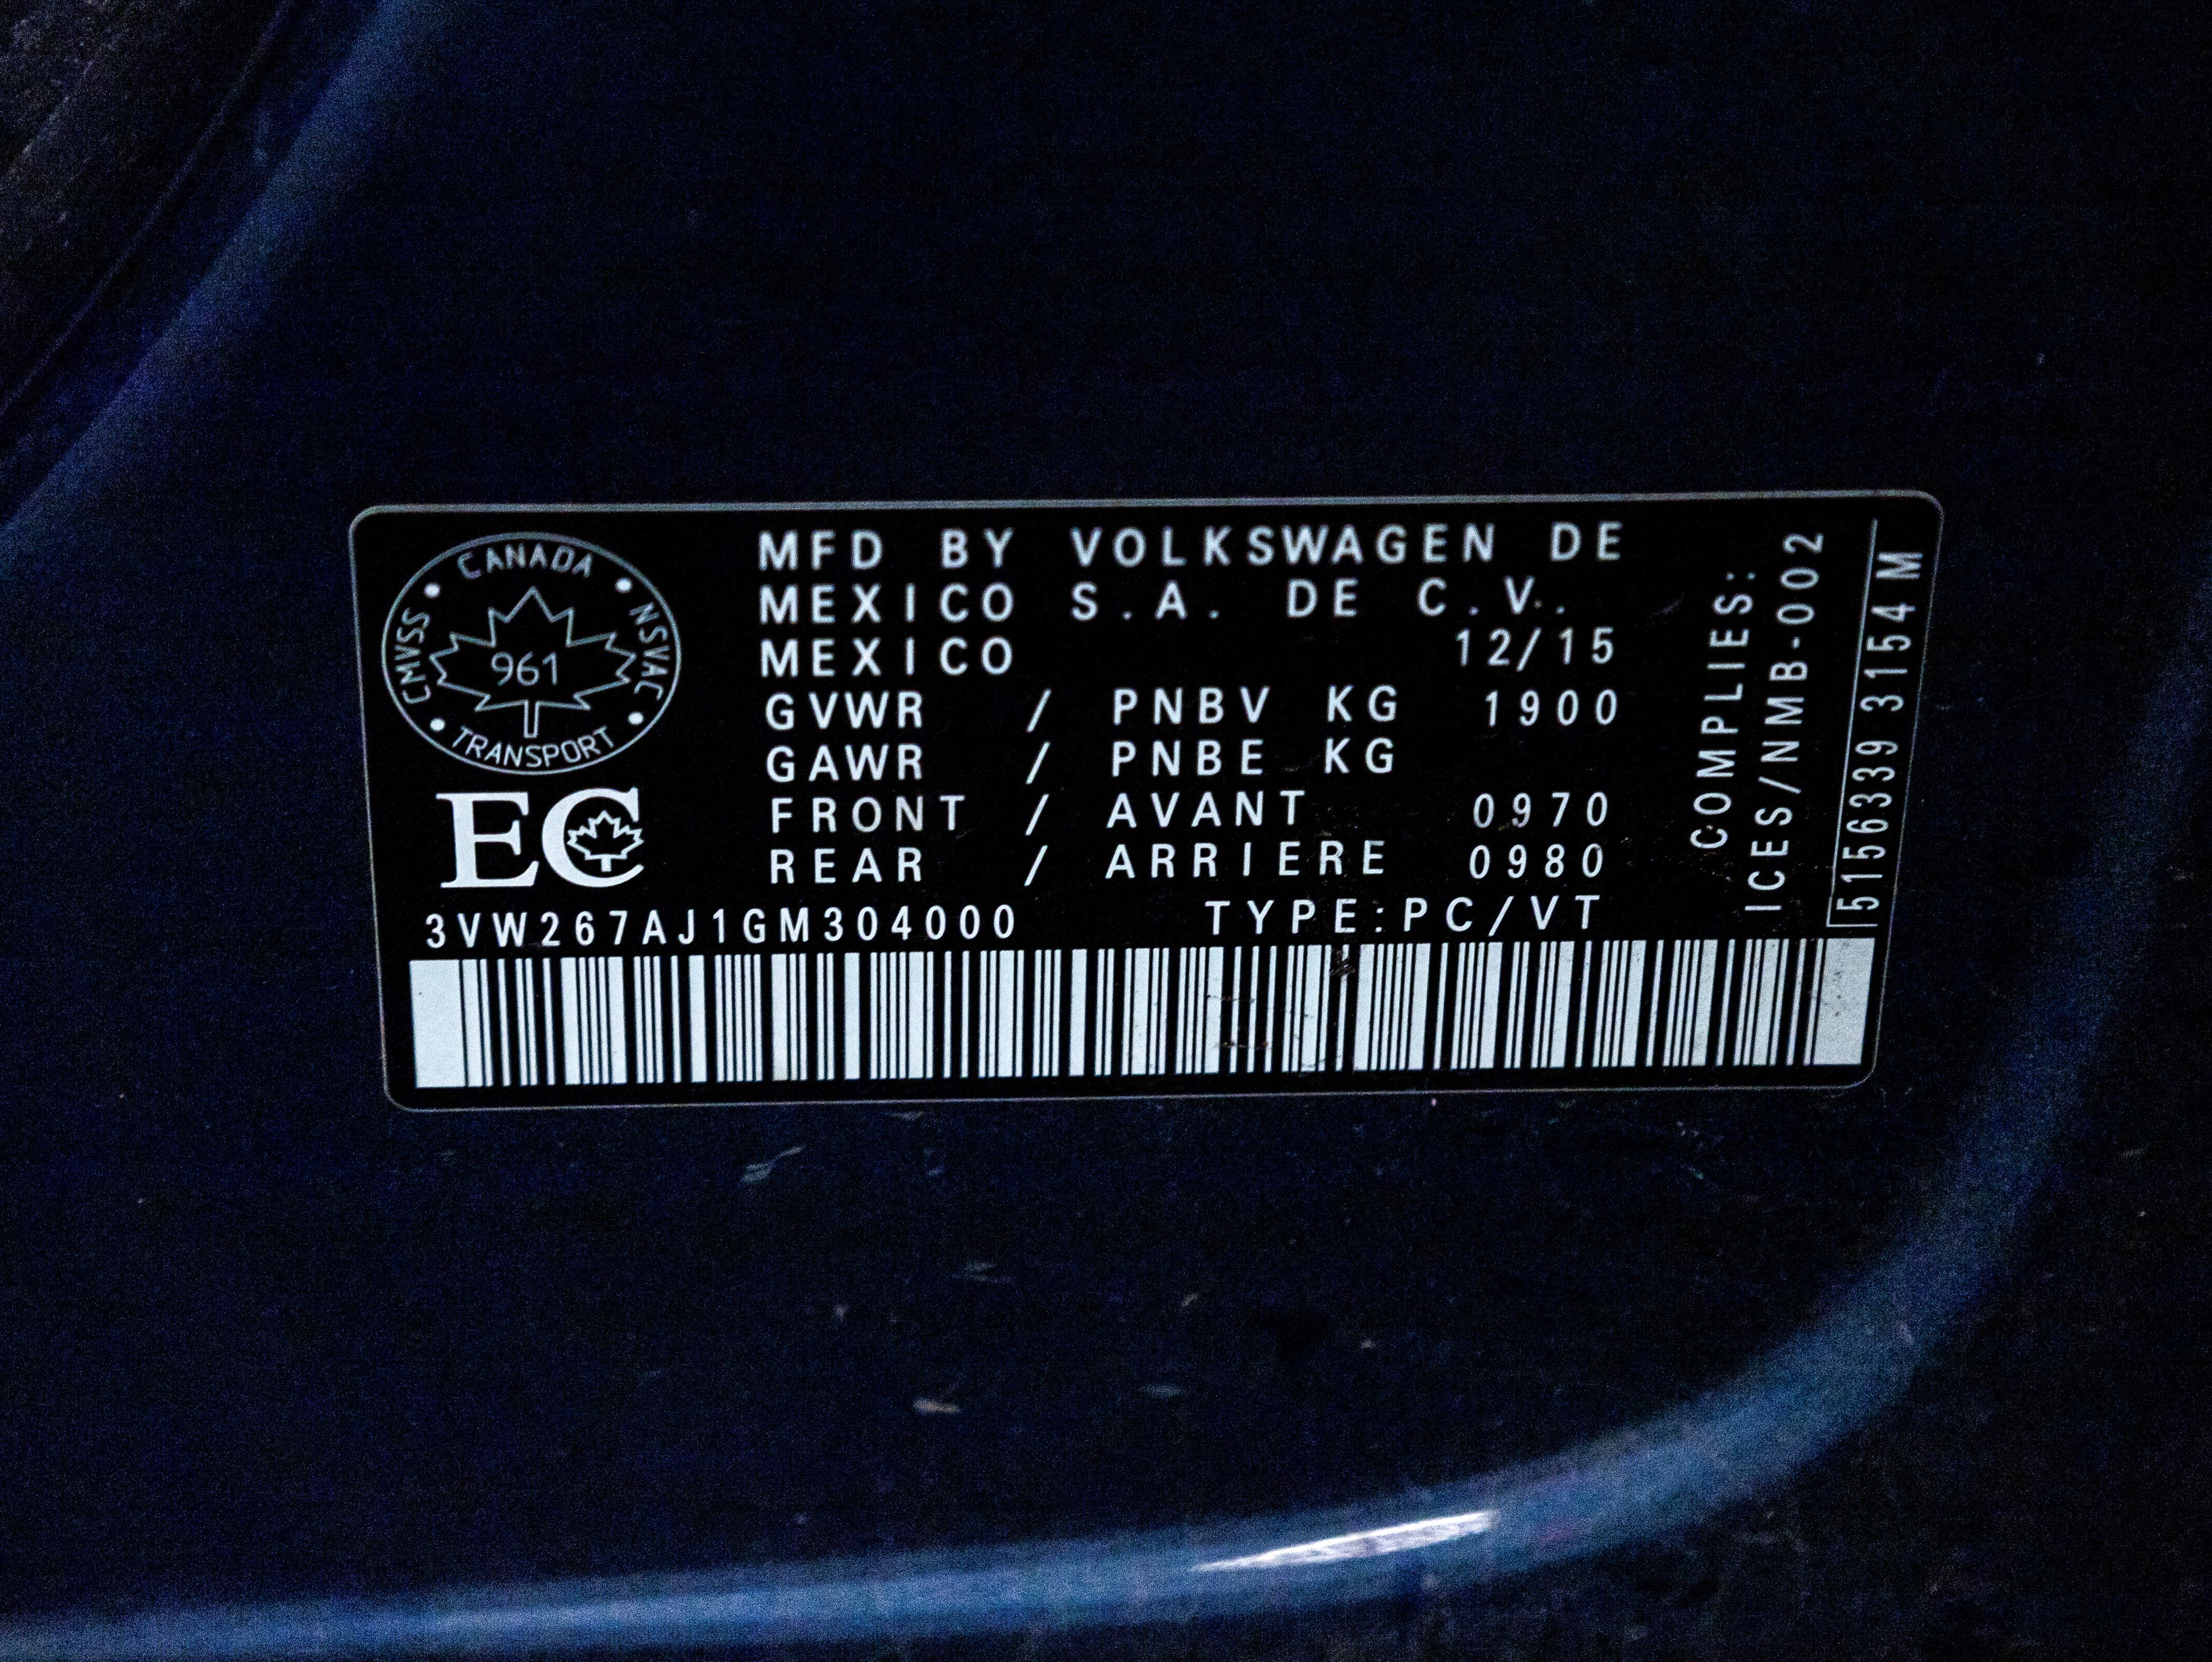 CANADA
CMVSS
NSVAC
961
TRANSPORT
EC
MFD BY VOLKSWAGEN DE
MEXICO S.A. DE C.V.
MEXICO 12/15
GVWR / PNBV KG 1900
GAWR / PNBE KG
FRONT / AVANT 0970
REAR / ARRIERE 0980
3VW267AJ1GM304000 TYPE:PC/VT
COMPLIES:
ICES/NMB-002
5156339 3154 M